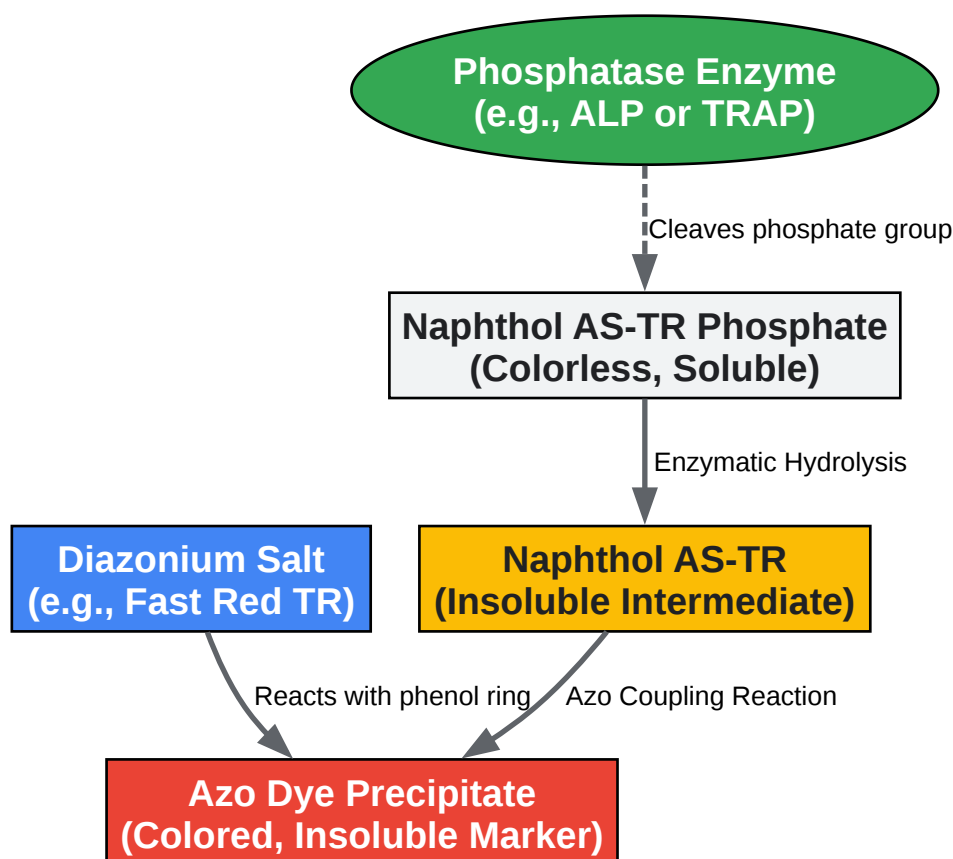 Phosphatase Enzyme
(e.g., ALP or TRAP)
Cleaves phosphate group
Naphthol AS-TR Phosphate
(Colorless, Soluble)
Enzymatic Hydrolysis
Diazonium Salt
(e.g., Fast Red TR)
Naphthol AS-TR
(Insoluble Intermediate)
Reacts with phenol ring
Azo Coupling Reaction
Azo Dye Precipitate
(Colored, Insoluble Marker)